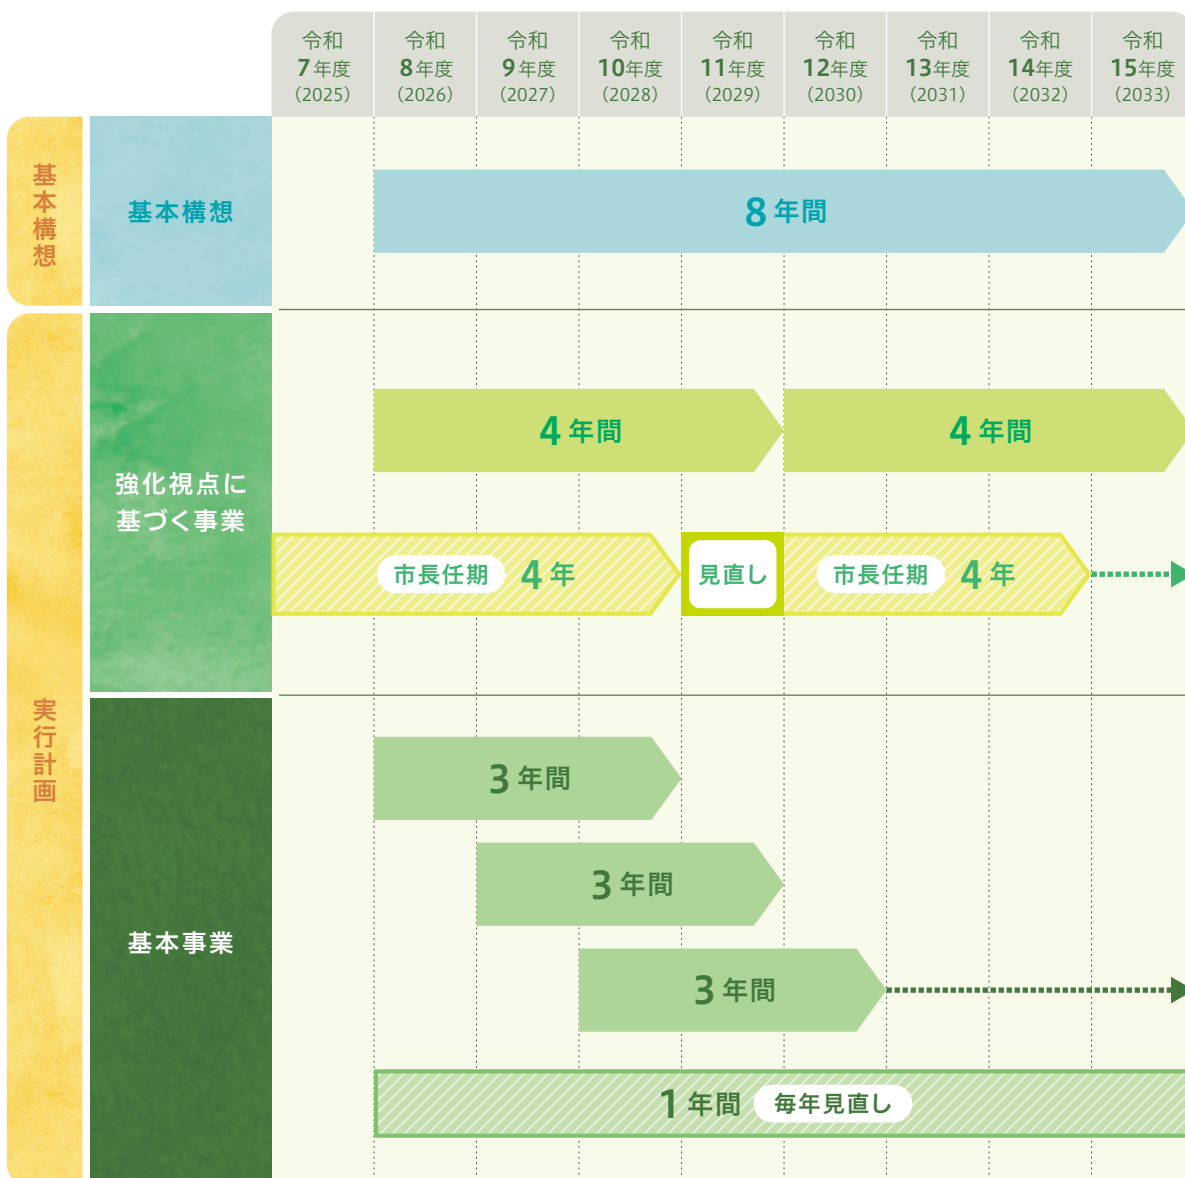 令和
7年度
（2025）
令和
8年度
（2026）
令和
9年度
（2027）
令和
10年度
（2028）
令和
11年度
（2029）
令和
12年度
（2030）
令和
13年度
（2031）
令和
14年度
（2032）
令和
15年度
（2033）
基本構想
基本構想
8年間
実行計画
強化視点に
基づく事業
4年間
4年間
市長任期 4年
見直し
市長任期 4年
基本事業
3年間
3年間
3年間
1年間 毎年見直し